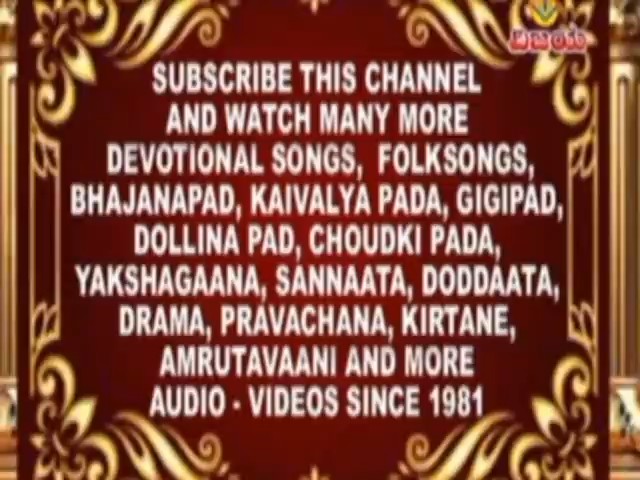 ವಿಜಯ
SUBSCRIBE THIS CHANNEL
AND WATCH MANY MORE
DEVOTIONAL SONGS, FOLKSONGS,
BHAJANAPAD, KAIVALYA PADA, GIGIPAD,
DOLLINA PAD, CHOUDKI PADA,
YAKSHAGAANA, SANNAATA, DODDAATA,
DRAMA, PRAVACHANA, KIRTANE,
AMRUTAVAANI AND MORE
AUDIO - VIDEOS SINCE 1981